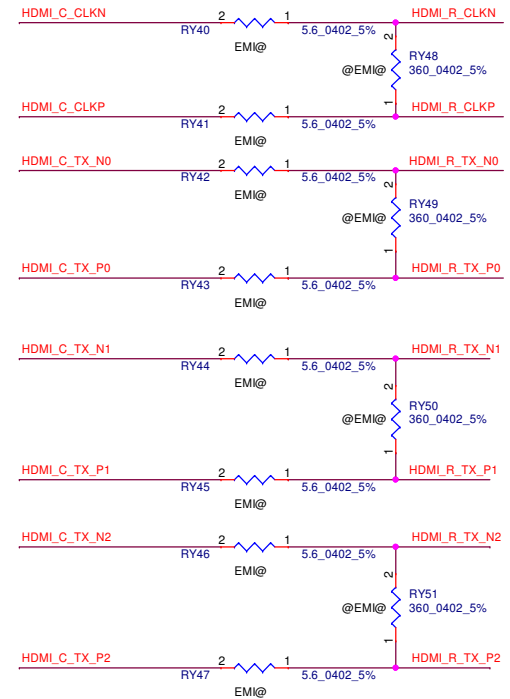 HDMI_C_CLKN 2 1 HDMI_R_CLKN
RY40 5.6_0402_5%
EMI@
2
RY48
@EMI@ 360_0402_5%
1
HDMI_C_CLKP 2 1 HDMI_R_CLKP
RY41 5.6_0402_5%
EMI@
HDMI_C_TX_N0 2 1 HDMI_R_TX_N0
RY42 5.6_0402_5%
EMI@
2
RY49
@EMI@ 360_0402_5%
1
HDMI_C_TX_P0 2 1 HDMI_R_TX_P0
RY43 5.6_0402_5%
EMI@
HDMI_C_TX_N1 2 1 HDMI_R_TX_N1
RY44 5.6_0402_5%
EMI@
2
RY50
@EMI@ 360_0402_5%
1
HDMI_C_TX_P1 2 1 HDMI_R_TX_P1
RY45 5.6_0402_5%
EMI@
HDMI_C_TX_N2 2 1 HDMI_R_TX_N2
RY46 5.6_0402_5%
EMI@
2
RY51
@EMI@ 360_0402_5%
1
HDMI_C_TX_P2 2 1 HDMI_R_TX_P2
RY47 5.6_0402_5%
EMI@